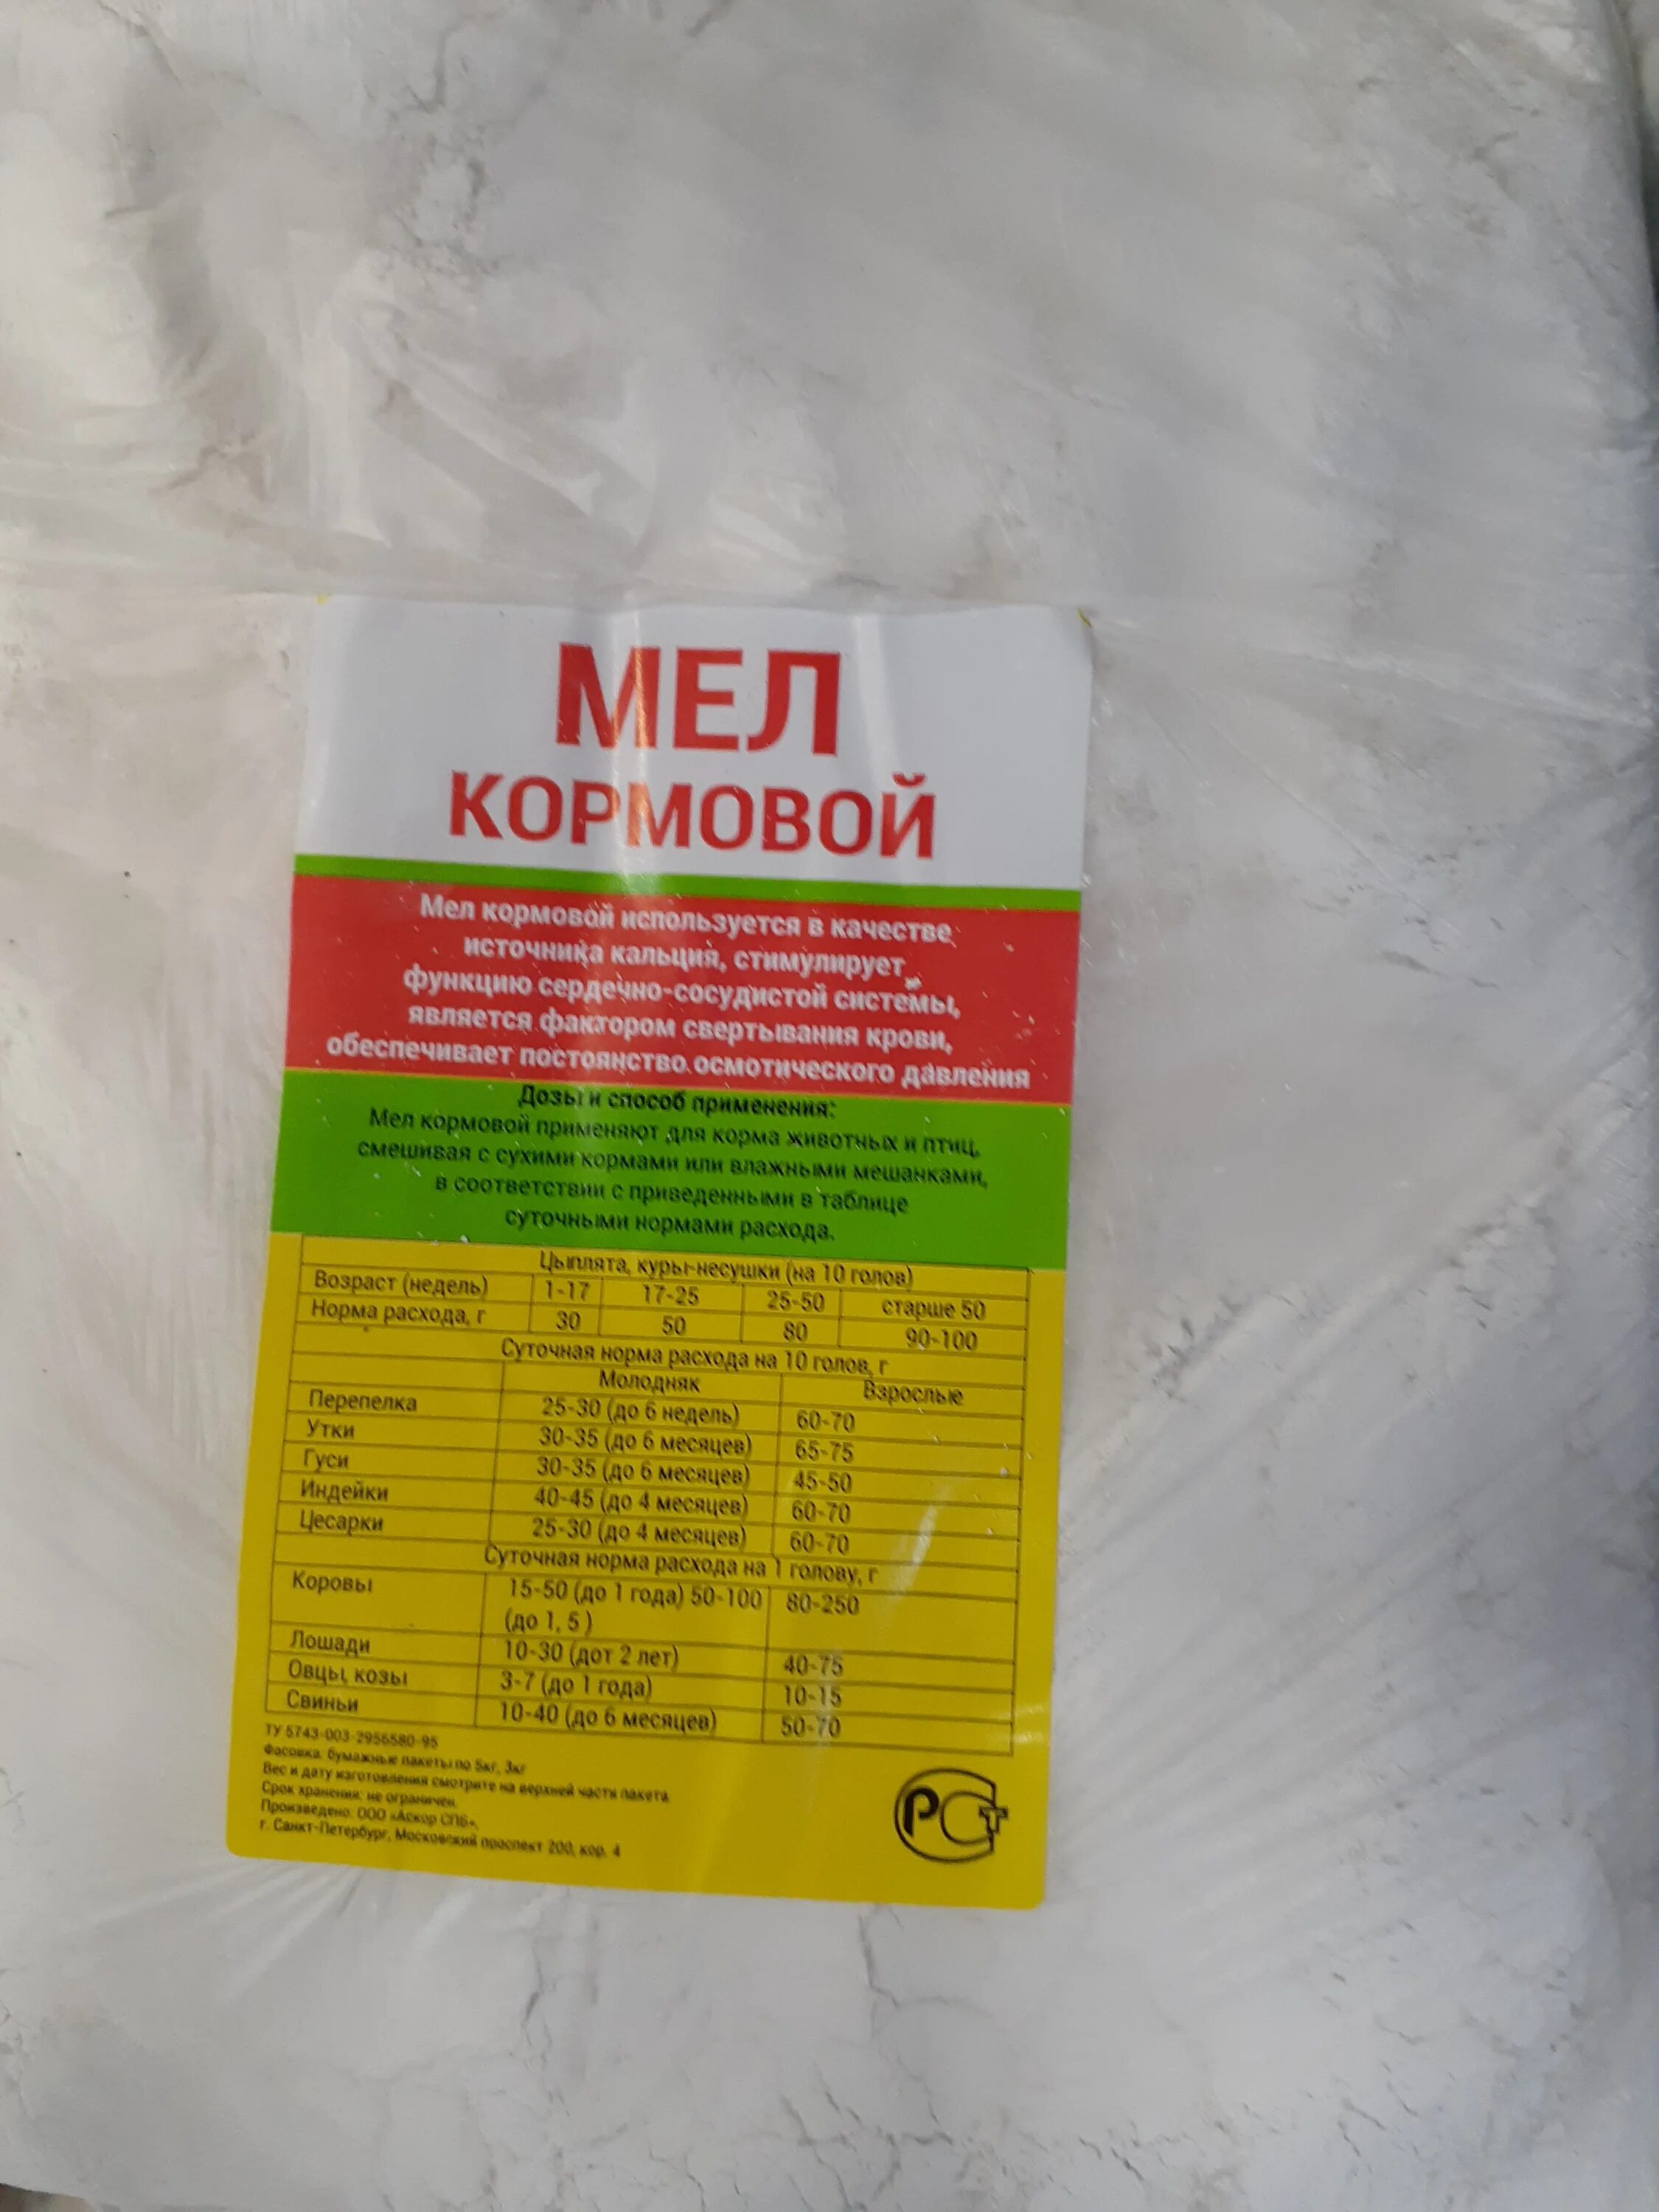 МЕЛ
КОРМОВОЙ
Мел кормовой используется в качестве
источника кальция, стимулирует
функцию сердечно-сосудистой системы,
является фактором свертывания крови,
обеспечивает постоянство осмотического давления
Дозы и способ применения:
Мел кормовой применяют для корма животных и птиц,
смешивая с сухими кормами или влажными мешанками,
в соответствии с приведенными в таблице
суточными нормами расхода.
Цыплята, куры-несушки (на 10 голов)
Возраст (недель) 1-17 17-25 25-50 старше 50
Норма расхода, г 30 50 80 90-100
Суточная норма расхода на 10 голов, г
Молодняк Взрослые
Перепелка 25-30 (до 6 недель) 60-70
Утки 30-35 (до 6 месяцев) 65-75
Гуси 30-35 (до 6 месяцев) 45-50
Индейки 40-45 (до 4 месяцев) 60-70
Цесарки 25-30 (до 4 месяцев) 60-70
Суточная норма расхода на 1 голову, г
Коровы 15-50 (до 1 года) 50-100 80-250
(до 1, 5 )
Лошади 10-30 (дот 2 лет) 40-75
Овцы, козы 3-7 (до 1 года) 10-15
Свиньи 10-40 (до 6 месяцев) 50-70
ТУ 5743-003-2956580-95
Фасовка: бумажные пакеты по 5кг, 3кг
Вес и дату изготовления смотрите на верхней части пакета
Срок хранения: не ограничен.
Произведено: ООО «Аскор СПБ»,
г. Санкт-Петербург, Московский проспект 200, кор. 4
РСТ